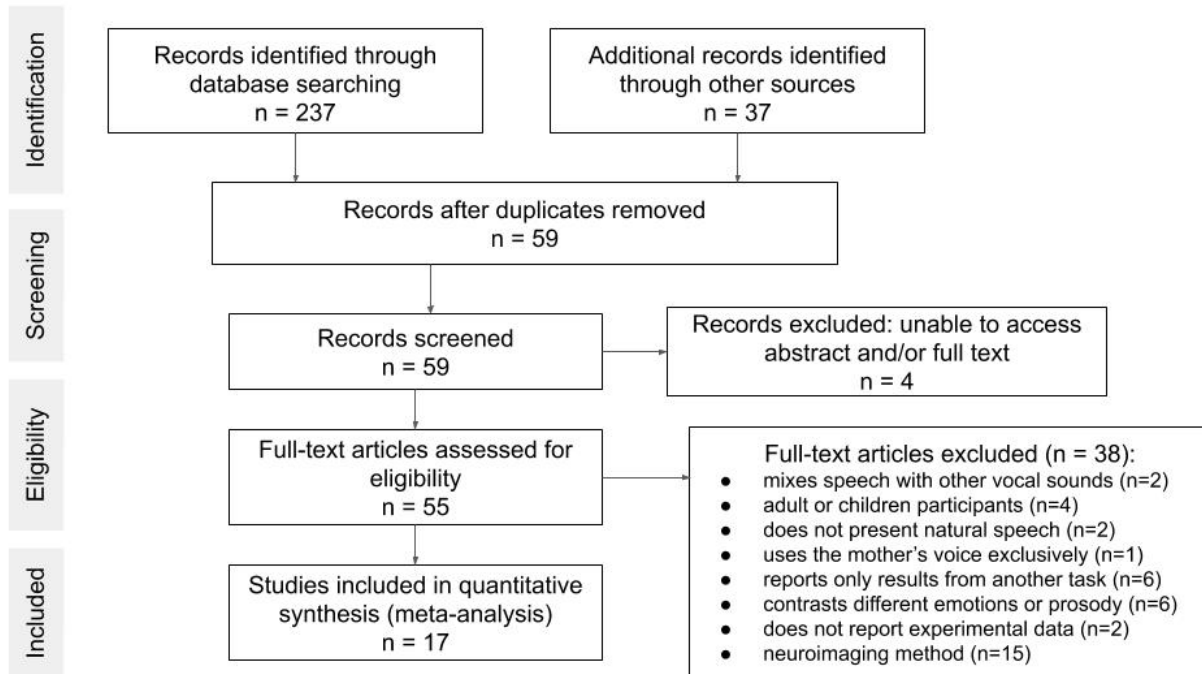 Identification
Records identified through
database searching
n = 237
Additional records identified
through other sources
n = 37
Records after duplicates removed
n = 59
Screening
Records screened
n = 59
Records excluded: unable to access
abstract and/or full text
n = 4
Eligibility
Full-text articles assessed for
eligibility
n = 55
Full-text articles excluded (n = 38):
● mixes speech with other vocal sounds (n=2)
● adult or children participants (n=4)
● does not present natural speech (n=2)
● uses the mother's voice exclusively (n=1)
● reports only results from another task (n=6)
● contrasts different emotions or prosody (n=6)
● does not report experimental data (n=2)
● neuroimaging method (n=15)
Included
Studies included in quantitative
synthesis (meta-analysis)
n = 17